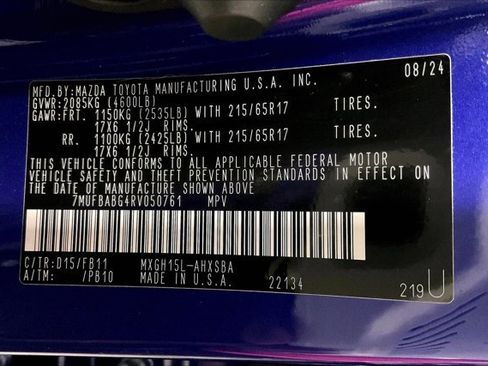 MFD.BY:MAZDA TOYOTA MANUFACTURING U.S.A. INC. 08/24
GVWR:2085KG (4600LB)
GAWR:FRT. 1150KG (2535LB) WITH 215/65R17 TIRES.
17X6 1/2J RIMS.
RR. 1100KG (2425LB) WITH 215/65R17 TIRES.
17X6 1/2J RIMS.
THIS VEHICLE CONFORMS TO ALL APPLICABLE FEDERAL MOTOR
VEHICLE SAFETY AND THEFT PREVENTION STANDARDS IN EFFECT ON
THE DATE OF MANUFACTURE SHOWN ABOVE.
7MUFBABG4RV050761 MPV
C/TR:D15/FB11 MXGH15L-AHXSBA
A/TM: /PB10 MADE IN U.S.A. 22134 219U